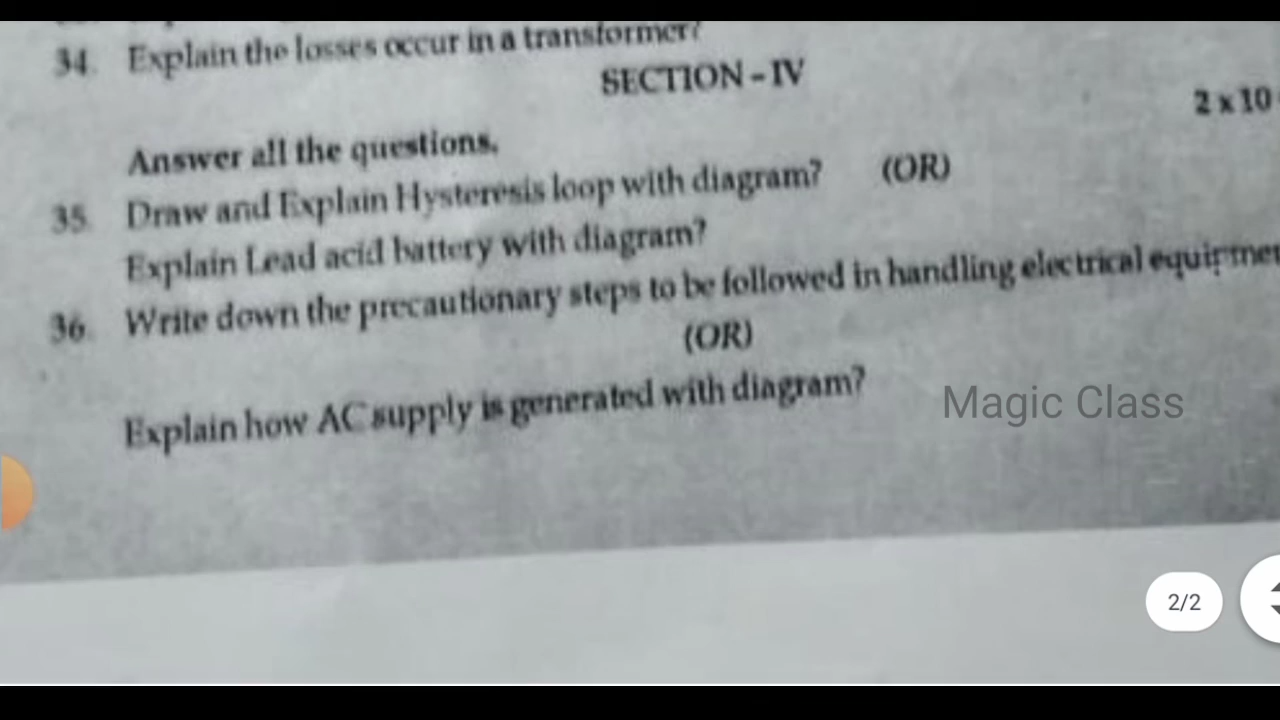 34. Explain the losses occur in a transformer?
SECTION - IV
2 x 10
Answer all the questions.
35. Draw and Explain Hysteresis loop with diagram? (OR)
Explain Lead acid battery with diagram?
36. Write down the precautionary steps to be followed in handling electrical
(OR)
Explain how AC supply is generated with diagram?
Magic Class
2/2